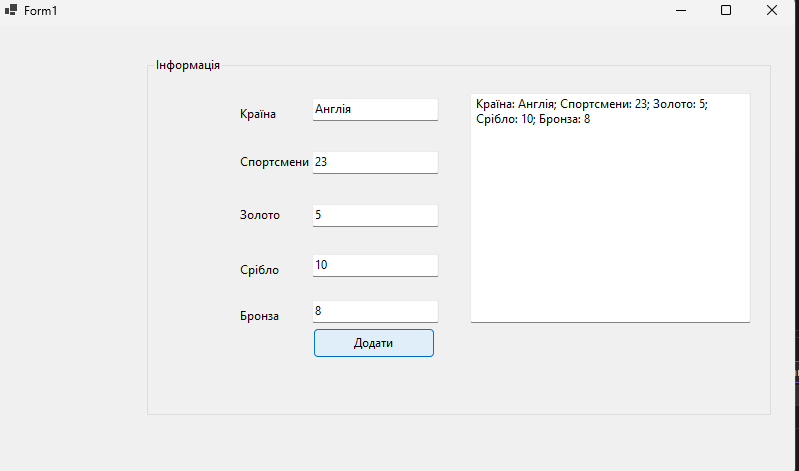 Form1
Інформація
Країна
Англія
Спортсмени
23
Золото
5
Срібло
10
Бронза
8
Додати
Країна: Англія; Спортсмени: 23; Золото: 5;
Срібло: 10; Бронза: 8